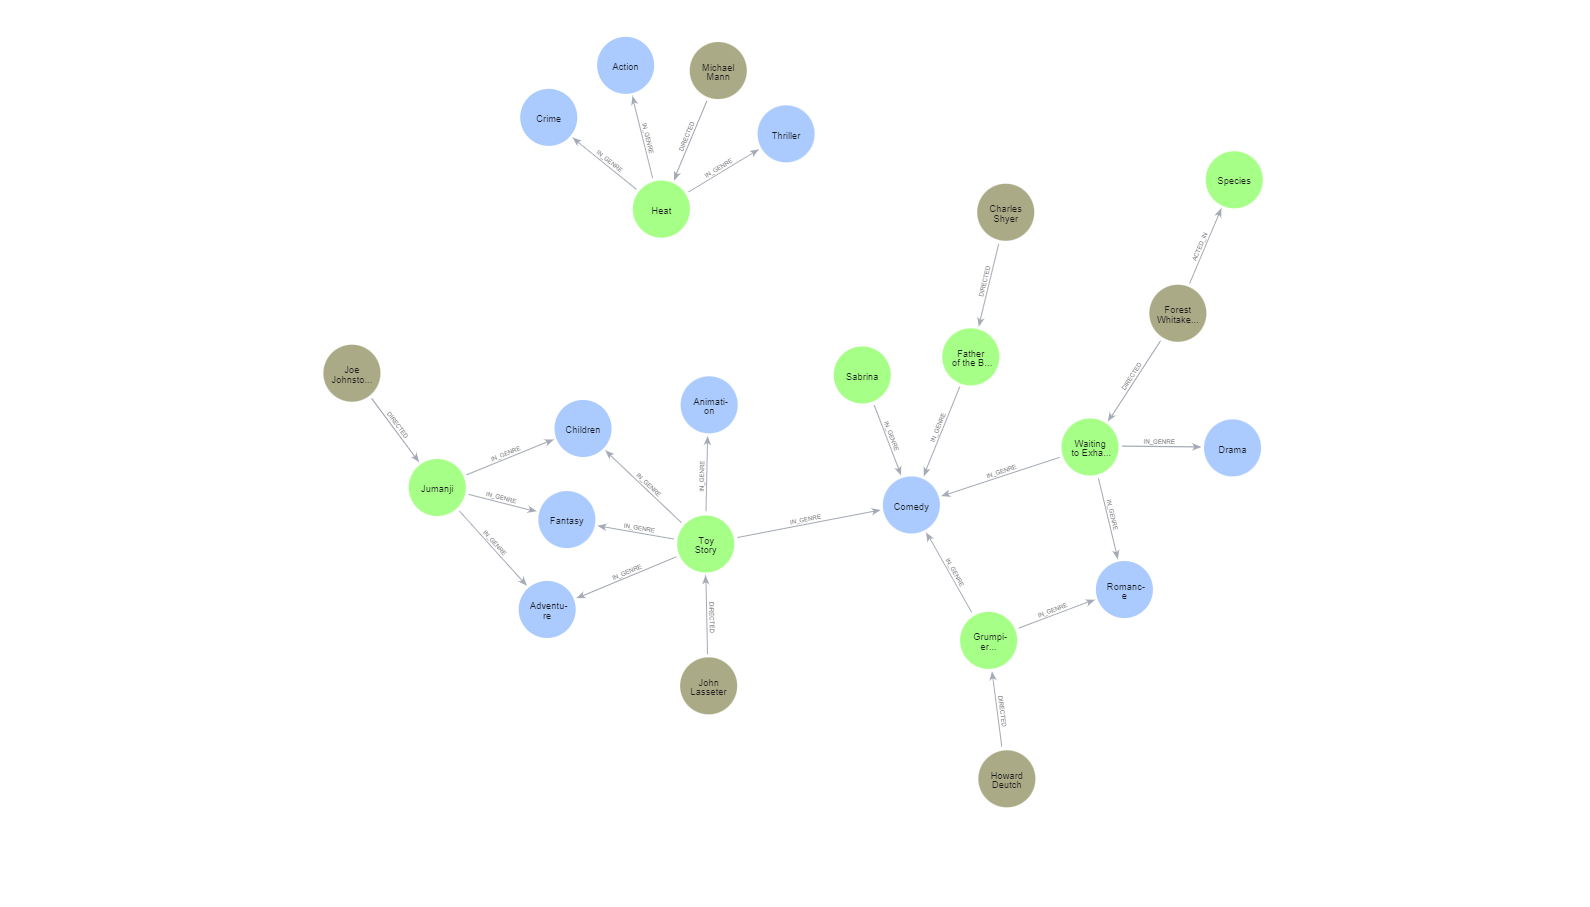 Action
Michael
Mann
Crime
Thriller
IN_GENRE
IN_GENRE
DIRECTED
IN_GENRE
Heat
Species
Charles
Shyer
ACTED_IN
DIRECTED
Forest
Whitake...
Joe
Johnsto...
Sabrina
Father
of the B...
DIRECTED
Animati-
on
DIRECTED
Children
IN_GENRE
IN_GENRE
Waiting
to Exha...
IN_GENRE
Drama
IN_GENRE
IN_GENRE
IN_GENRE
IN_GENRE
Jumanji
IN_GENRE
Comedy
IN_GENRE
Fantasy
IN_GENRE
IN_GENRE
IN_GENRE
Toy
Story
IN_GENRE
IN_GENRE
IN_GENRE
Romanc-
e
Adventu-
re
DIRECTED
IN_GENRE
Grumpi-
er...
John
Lasseter
DIRECTED
Howard
Deutch